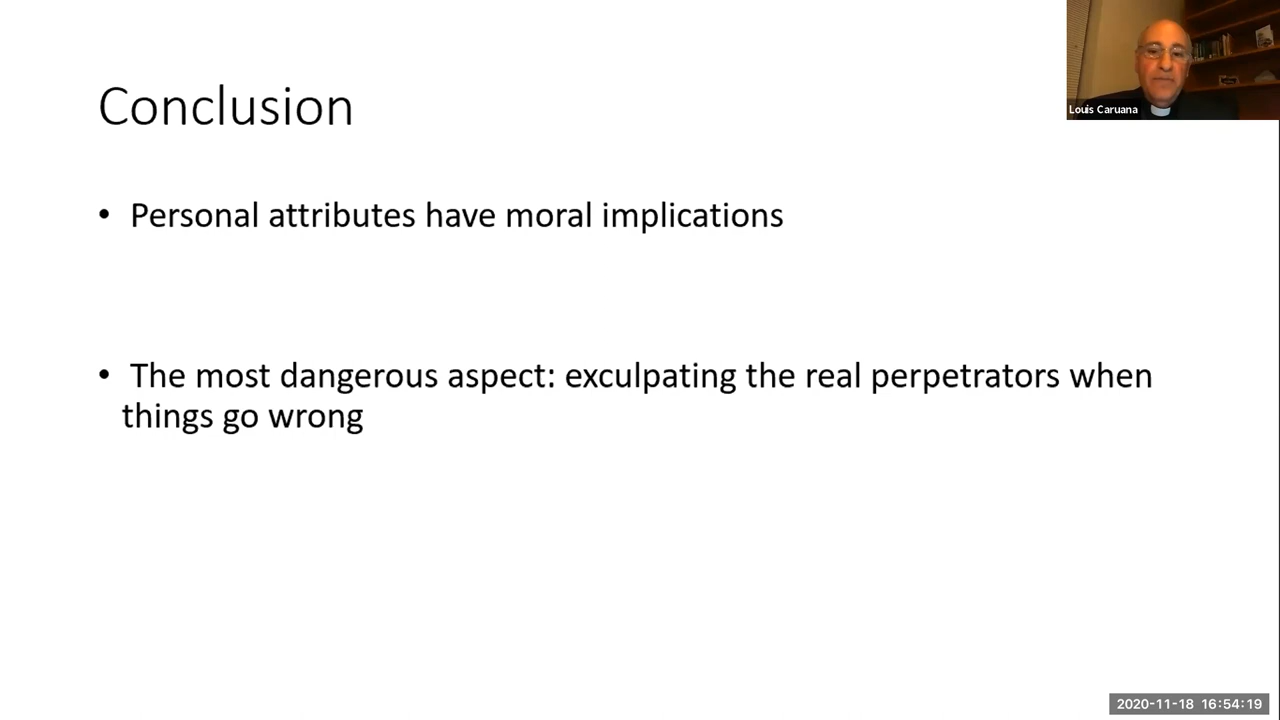 Louis Caruana
Conclusion
• Personal attributes have moral implications
• The most dangerous aspect: exculpating the real perpetrators when
things go wrong
2020-11-18 16:54:19